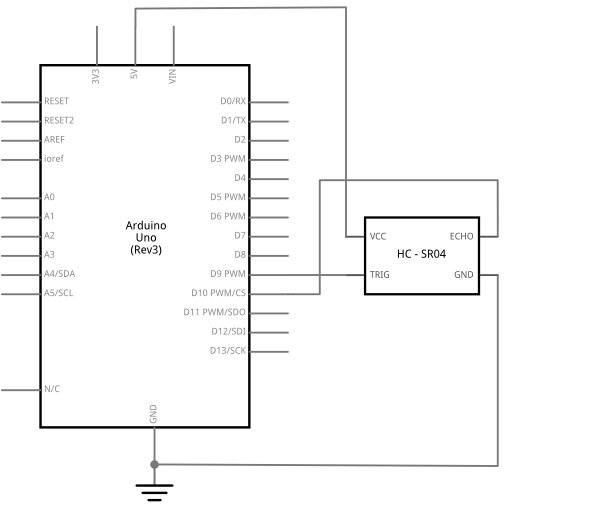 3V3
5V
VIN
RESET
RESET2
AREF
ioref
A0
A1
A2
A3
A4/SDA
A5/SCL
N/C
Arduino
Uno
(Rev3)
D0/RX
D1/TX
D2
D3 PWM
D4
D5 PWM
D6 PWM
D7
D8
D9 PWM
D10 PWM/CS
D11 PWM/SDO
D12/SDI
D13/SCK
GND
VCC
ECHO
HC - SR04
TRIG
GND